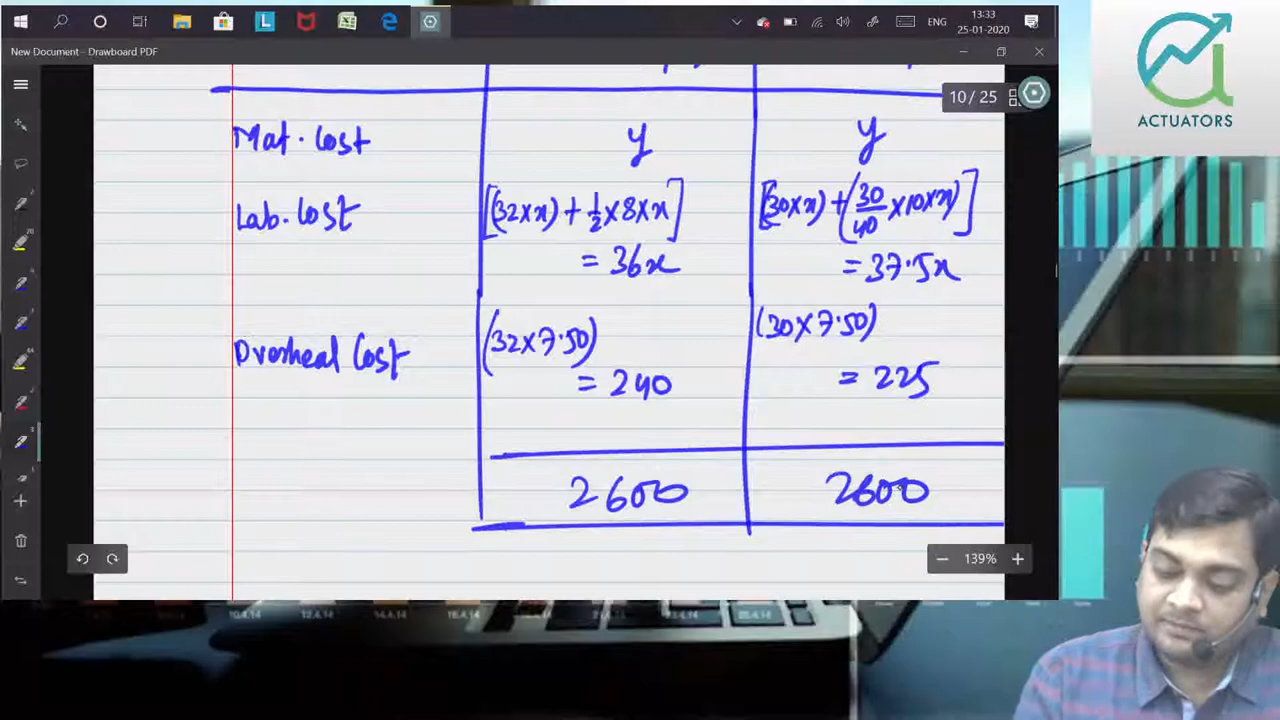 13:33
ENG
25-01-2020
New Document - Drawboard PDF
10 / 25
ACTUATORS
Mat. Cost y y
Lab. Cost [(32×x) + 1/2 ×8×x] [(30×x) + (30/40 ×10×x)]
= 36x = 37.5x
Overheal Cost (32×7.50) (30×7.50)
= 240 = 225
2600 2600
139%